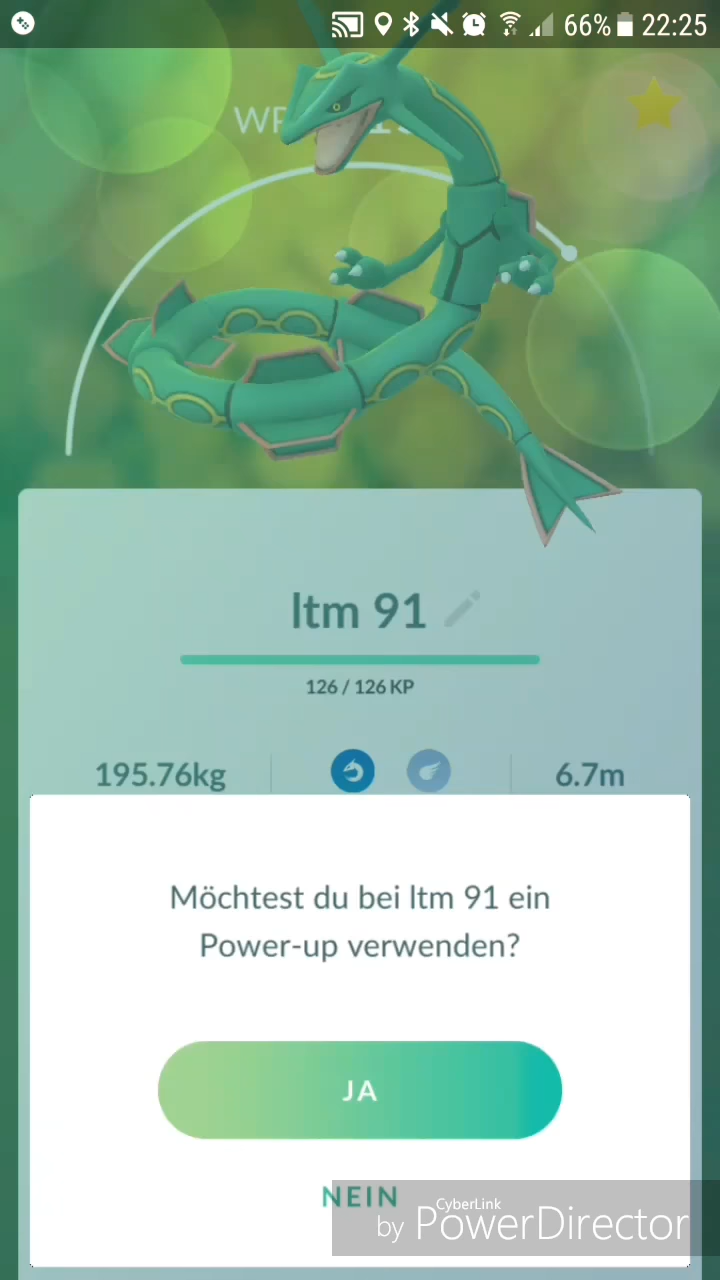 66% 22:25
WP
ltm 91
126 / 126 KP
195.76kg
6.7m
Möchtest du bei ltm 91 ein
Power-up verwenden?
JA
NEIN
CyberLink
by PowerDirector